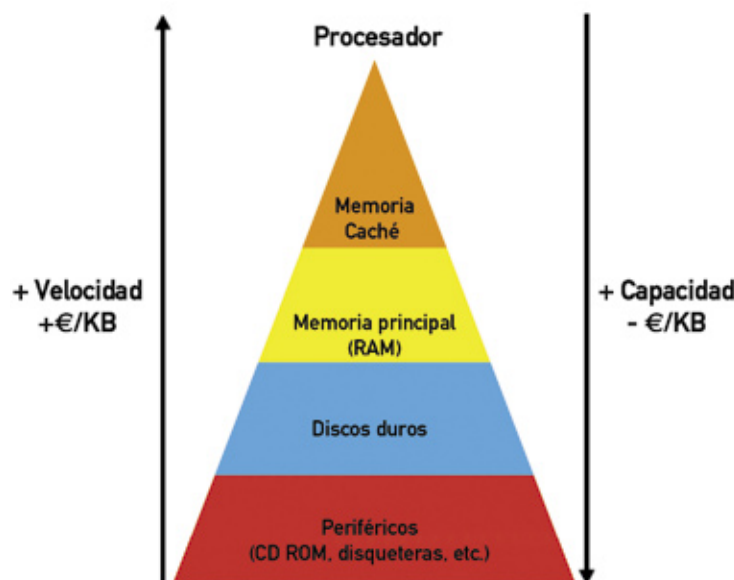 Procesador
Memoria
Caché
+ Velocidad
+€/KB
+ Capacidad
- €/KB
Memoria principal
(RAM)
Discos duros
Periféricos
(CD ROM, disqueteras, etc.)